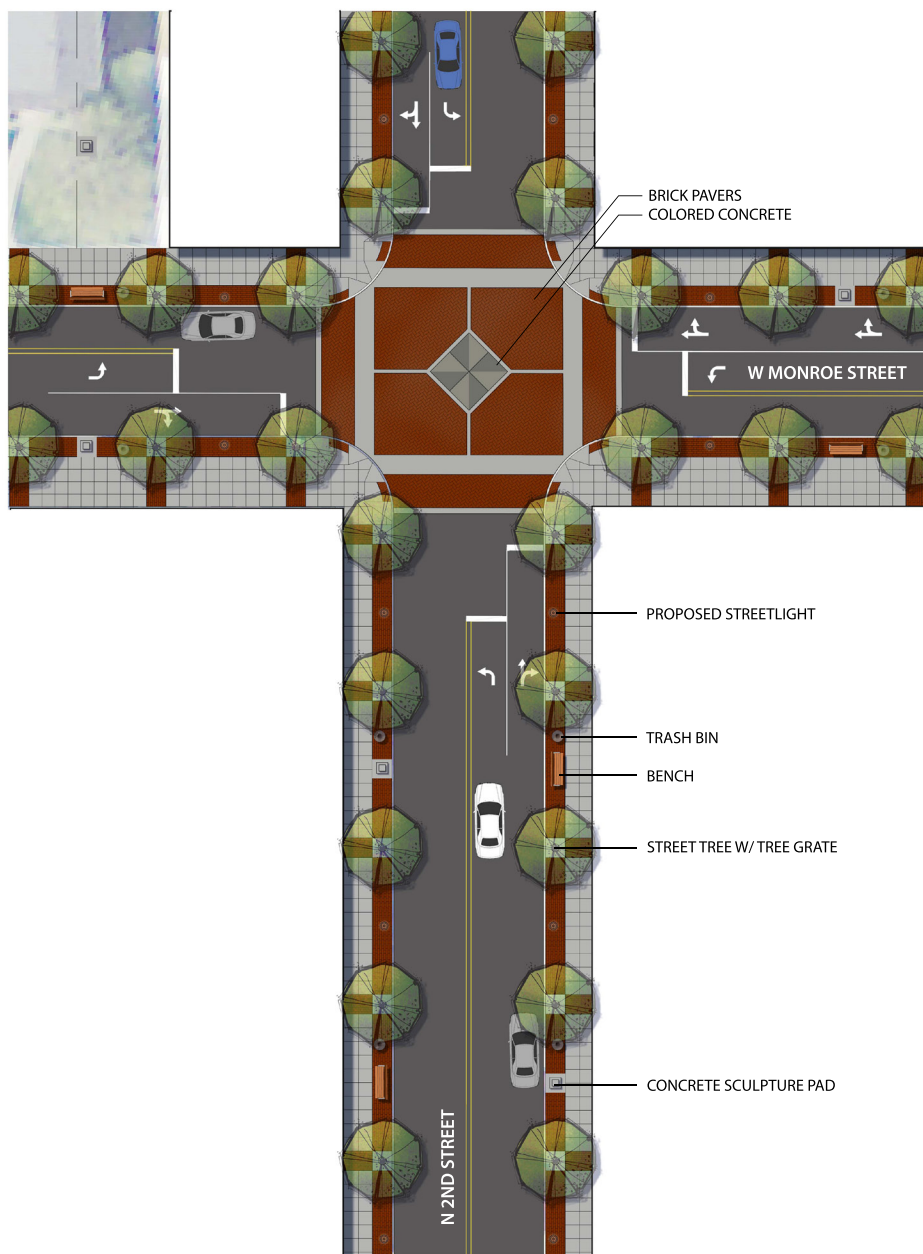 BRICK PAVERS
COLORED CONCRETE
W MONROE STREET
PROPOSED STREETLIGHT
TRASH BIN
BENCH
STREET TREE W/ TREE GRATE
CONCRETE SCULPTURE PAD
N 2ND STREET